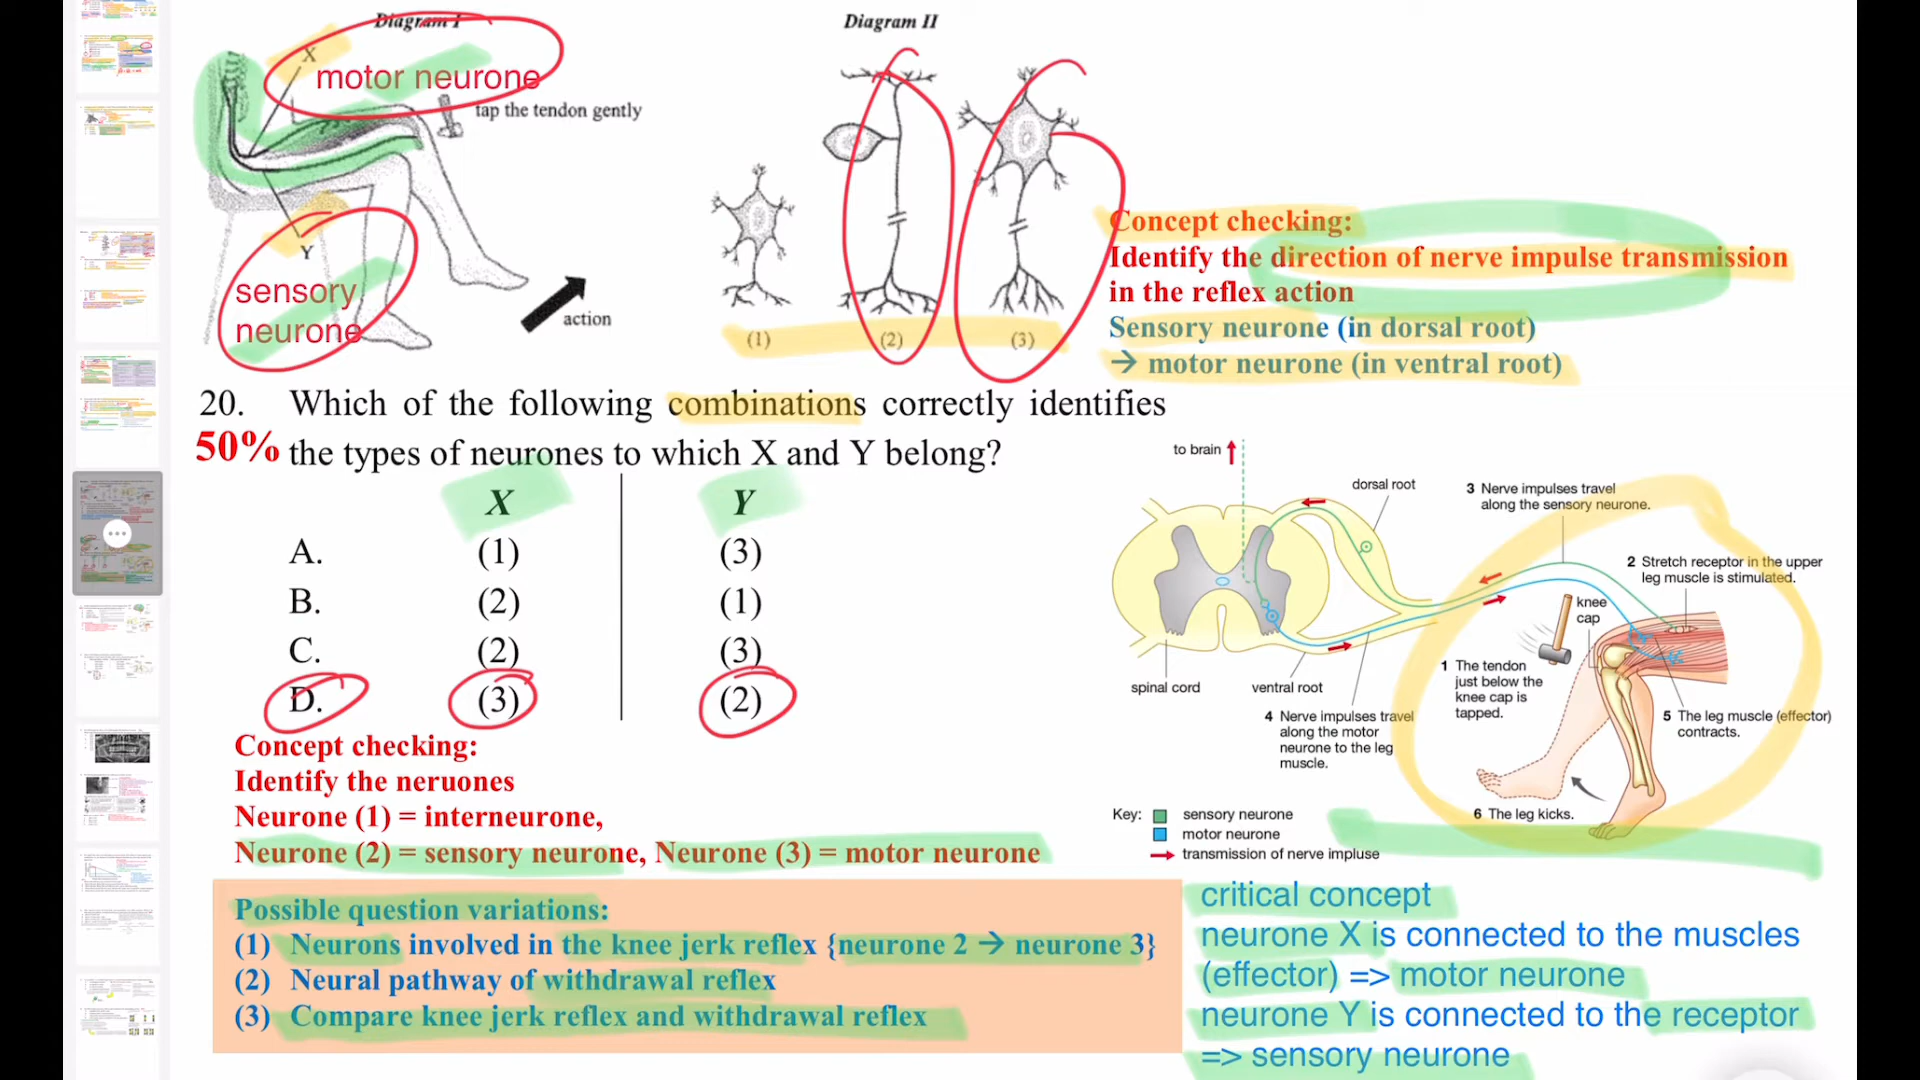 Diagram I
Diagram II
X
motor neurone
tap the tendon gently
Y
sensory
neurone
action
(1)
(2)
(3)
Concept checking:
Identify the direction of nerve impulse transmission
in the reflex action
Sensory neurone (in dorsal root)
→ motor neurone (in ventral root)
20. Which of the following combinations correctly identifies
50% the types of neurones to which X and Y belong?
X Y
A. (1) (3)
B. (2) (1)
C. (2) (3)
D. (3) (2)
Concept checking:
Identify the neruones
Neurone (1) = interneurone,
Neurone (2) = sensory neurone, Neurone (3) = motor neurone
to brain
dorsal root
3 Nerve impulses travel
along the sensory neurone.
2 Stretch receptor in the upper
leg muscle is stimulated.
knee
cap
1 The tendon
just below the
knee cap is
tapped.
spinal cord
ventral root
4 Nerve impulses travel
along the motor
neurone to the leg
muscle.
5 The leg muscle (effector)
contracts.
6 The leg kicks.
Key: sensory neurone
motor neurone
transmission of nerve impluse
Possible question variations:
(1) Neurons involved in the knee jerk reflex {neurone 2 → neurone 3}
(2) Neural pathway of withdrawal reflex
(3) Compare knee jerk reflex and withdrawal reflex
critical concept
neurone X is connected to the muscles
(effector) => motor neurone
neurone Y is connected to the receptor
=> sensory neurone